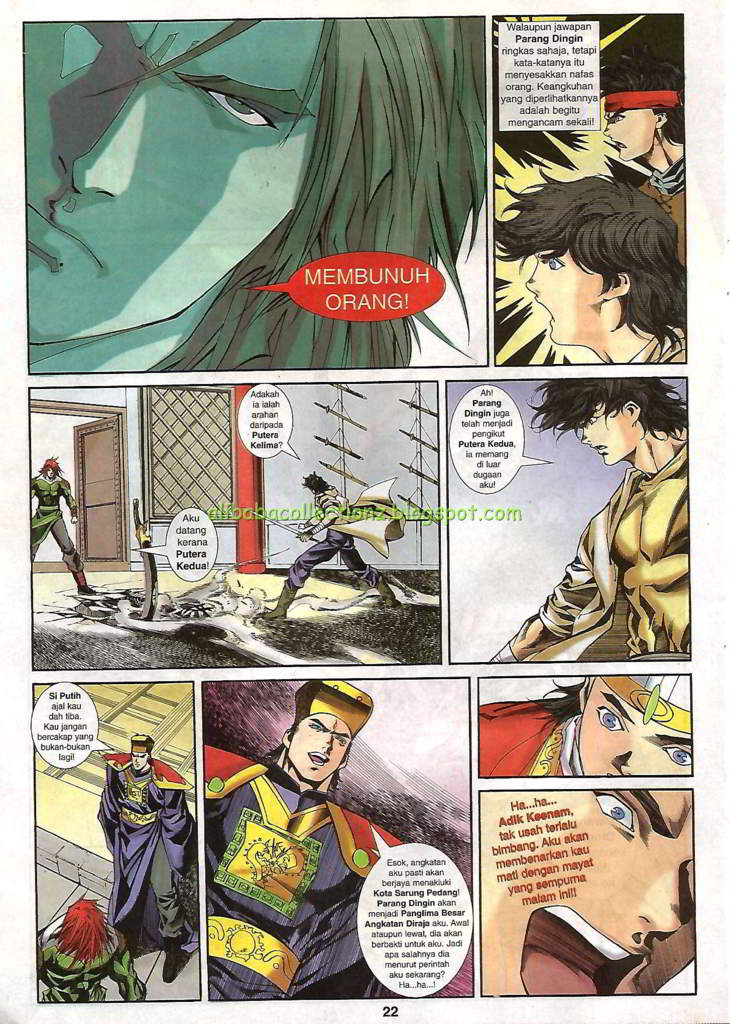 Walaupun jawapan
Parang Dingin
ringkas sahaja, tetapi
kata-katanya itu
menyesakkan nafas
orang. Keangkuhan
yang diperlihatkannya
adalah begitu
mengancam sekali!
MEMBUNUH
ORANG!
Adakah
ia ialah
arahan
daripada
Putera
Kelima?
Aku
datang
kerana
Putera
Kedua!
Ah!
Parang
Dingin juga
telah menjadi
pengikut
Putera Kedua,
ia memang
di luar
dugaan
aku!
alibabacollectionz.blogspot.com
Si Putih
ajal kau
dah tiba.
Kau jangan
bercakap yang
bukan-bukan
lagi!
Esok, angkatan
aku pasti akan
berjaya menakluki
Kota Sarung Pedang!
Parang Dingin akan
menjadi Panglima Besar
Angkatan Diraja aku. Awal
ataupun lewat, dia akan
berbakti untuk aku. Jadi
apa salahnya dia
menurut perintah
aku sekarang?
Ha...ha...!
Ha...ha...
Adik Keenam,
tak usah terlalu
bimbang. Aku akan
membenarkan kau
mati dengan mayat
yang sempurna
malam ini!!
22